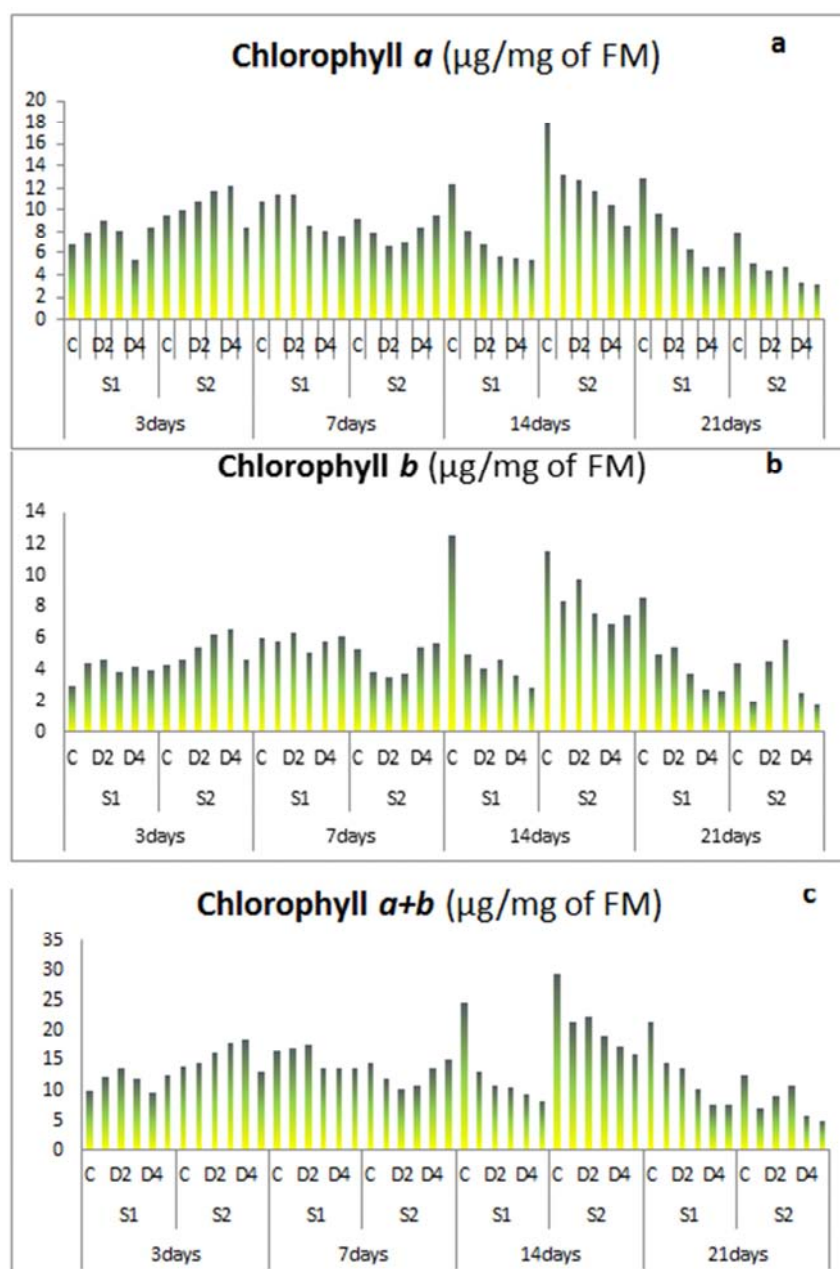 Chlorophyll a (µg/mg of FM)
a
20
18
16
14
12
10
8
6
4
2
0
C D2 D4 C D2 D4 C D2 D4 C D2 D4 C D2 D4 C D2 D4 C D2 D4 C D2 D4
S1 S2 S1 S2 S1 S2 S1 S2
3days 7days 14days 21days
Chlorophyll b (µg/mg of FM)
b
14
12
10
8
6
4
2
0
C D2 D4 C D2 D4 C D2 D4 C D2 D4 C D2 D4 C D2 D4 C D2 D4 C D2 D4
S1 S2 S1 S2 S1 S2 S1 S2
3days 7days 14days 21days
Chlorophyll a+b (µg/mg of FM)
c
35
30
25
20
15
10
5
0
C D2 D4 C D2 D4 C D2 D4 C D2 D4 C D2 D4 C D2 D4 C D2 D4 C D2 D4
S1 S2 S1 S2 S1 S2 S1 S2
3days 7days 14days 21days